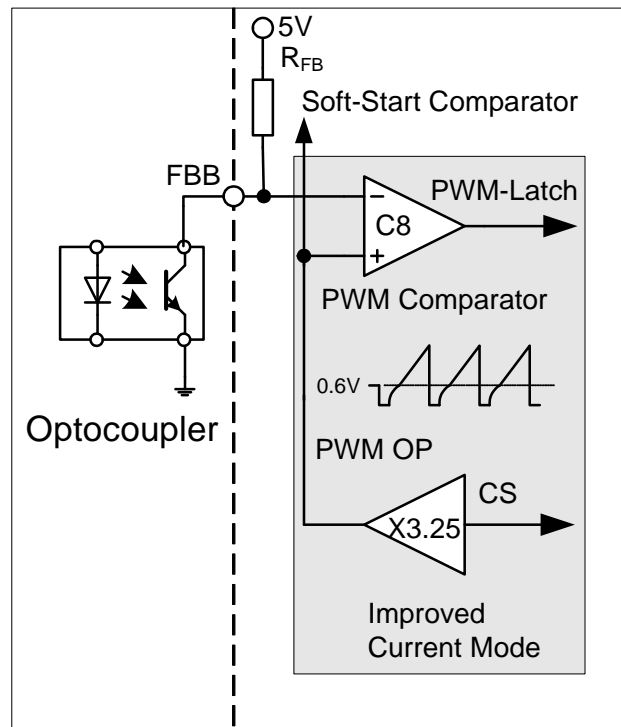 5V
RFB
Soft-Start Comparator
FBB
PWM-Latch
−
C8
+
PWM Comparator
0.6V
Optocoupler
PWM OP
CS
X3.25
Improved
Current Mode